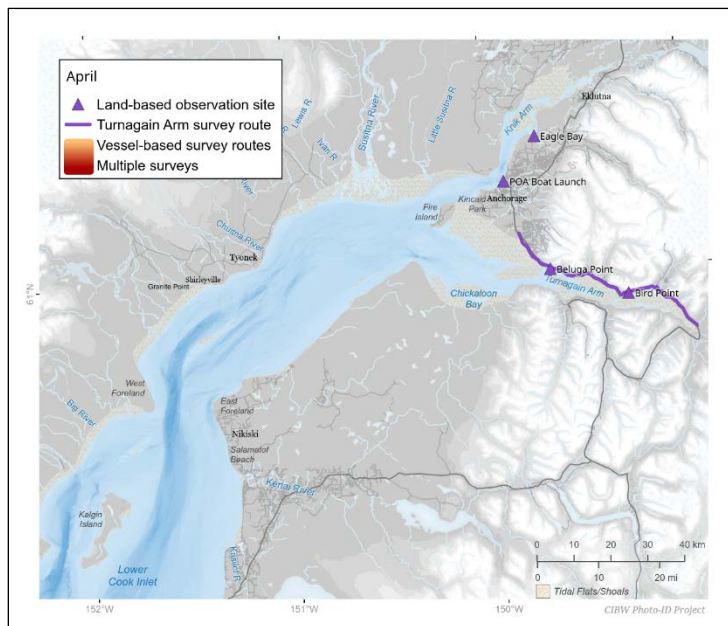 April
Land-based observation site
Turnagain Arm survey route
Vessel-based survey routes
Multiple surveys
Lewis R.
Ivan R.
Susitna River
Little Susitna R.
Knik Arm
Eklutna
Eagle Bay
POA Boat Launch
Kincaid
Park
Anchorage
Fire
Island
River
Chuitna River
Tyonek
Shirleyville
Granite Point
Beluga Point
Turnagain Arm
Bird Point
Chickaloon
Bay
61°N
West
Foreland
East
Foreland
Big River
Nikiski
Salamatof
Beach
Kenai River
Kalgin
Island
Kasilof R.
Lower
Cook Inlet
0 10 20 30 40 km
0 10 20 mi
Tidal Flats/Shoals
CIBW Photo-ID Project
152°W
151°W
150°W